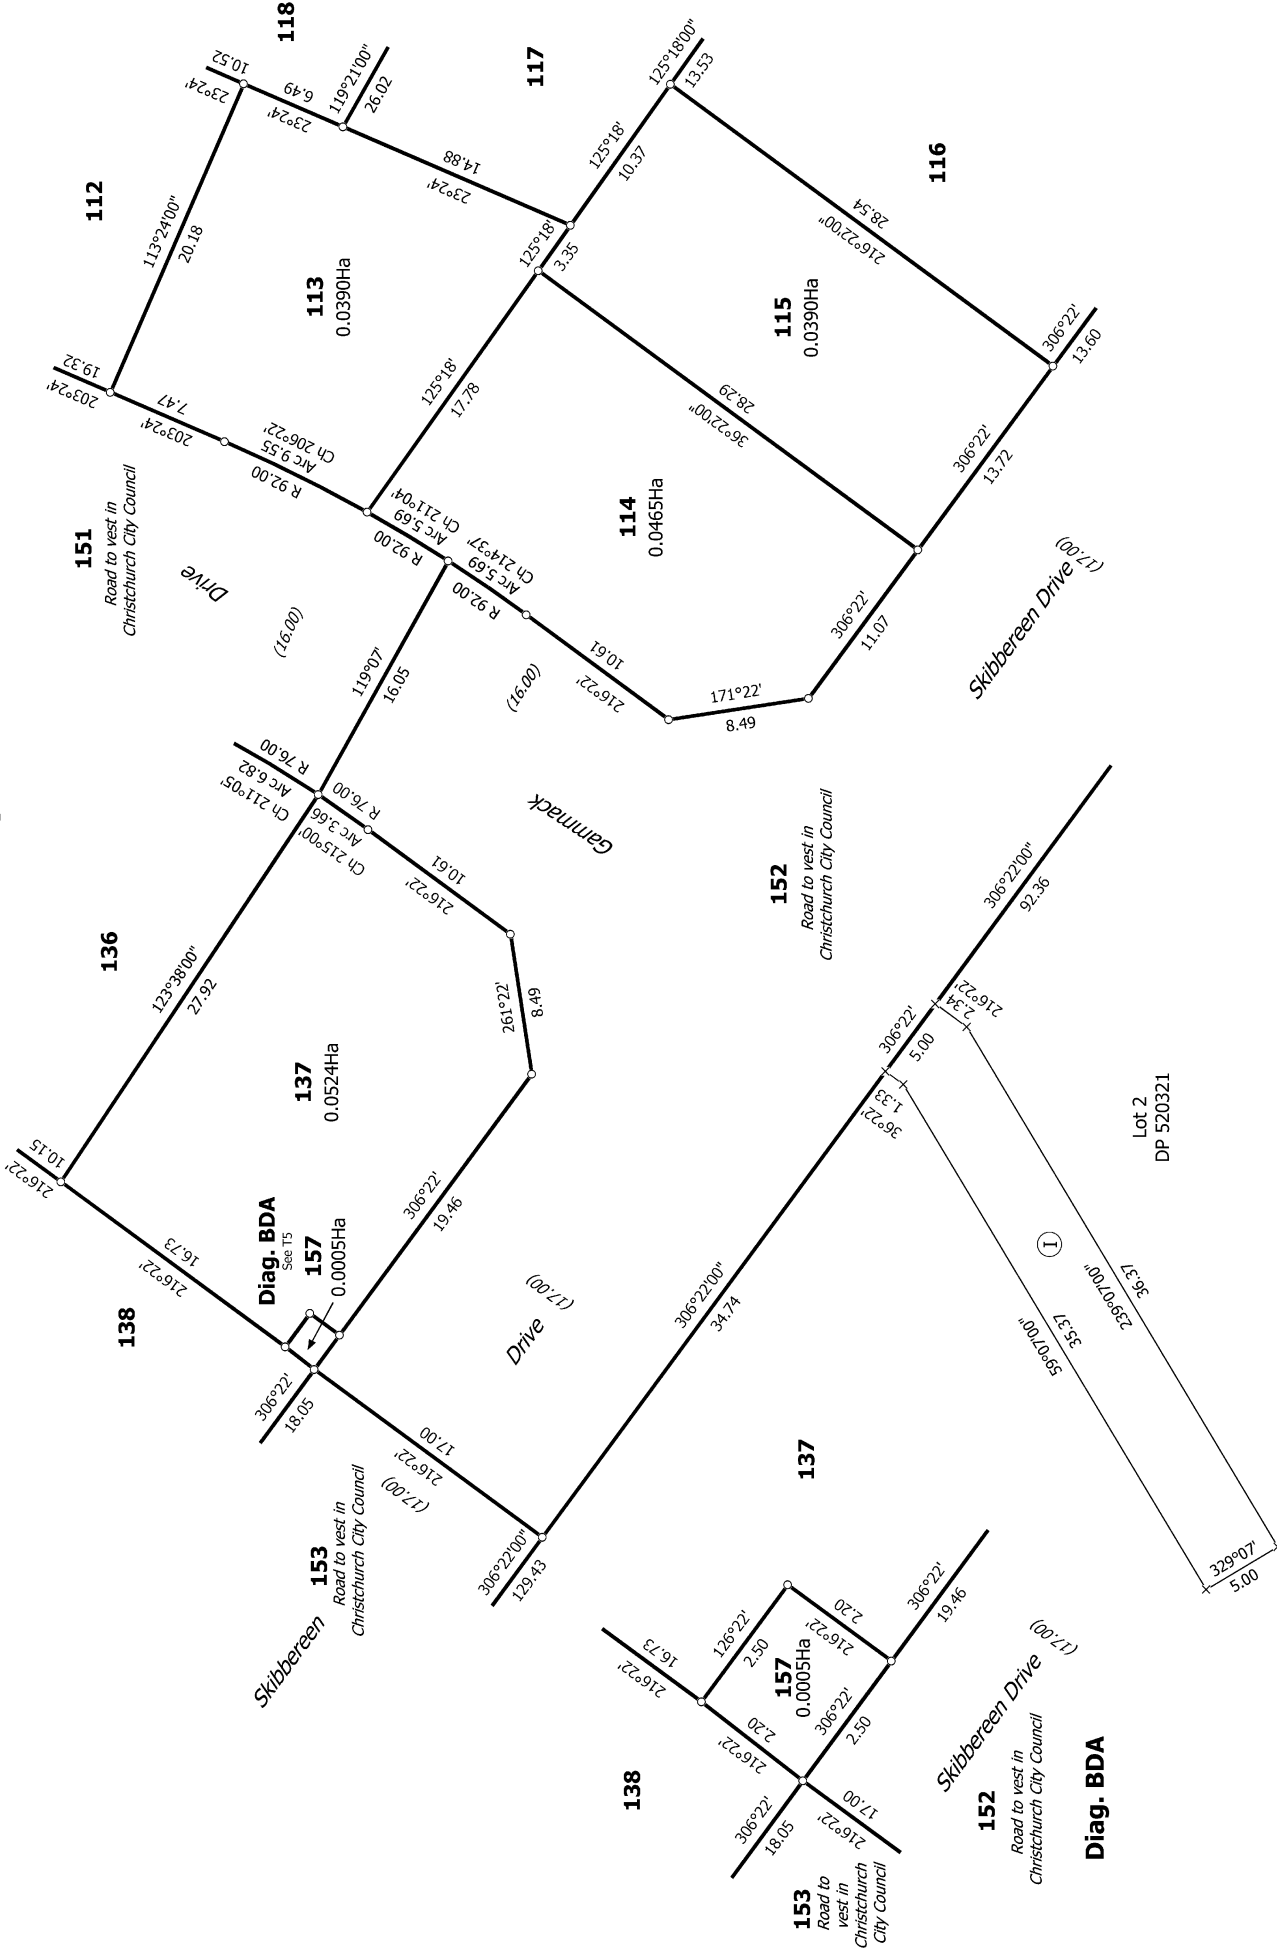 118
10.52
23°24'
6.49
23°24'
119°21'00"
26.02
117
125°18'00"
13.53
112
113°24'00"
20.18
113
0.0390Ha
14.88
23°24'
125°18'
10.37
125°18'
3.35
116
28.54
216°22'00"
115
0.0390Ha
306°22'
13.60
19.32
203°24'
7.47
203°24'
R 92.00
Arc 9.55
Ch 206°22'
125°18'
17.78
28.29
36°22'00"
306°22'
13.72
151
Road to vest in
Christchurch City Council
Drive
(16.00)
R 92.00
Arc 5.69
Ch 211°04'
R 92.00
Arc 5.69
Ch 214°37'
114
0.0465Ha
10.61
216°22'
171°22'
8.49
306°22'
11.07
Skibbereen Drive
(17.00)
119°07'
16.05
(16.00)
R 76.00
Arc 6.82
Ch 211°05'
R 76.00
Arc 3.66
Ch 215°00'
Gammack
152
Road to vest in
Christchurch City Council
136
123°38'00"
27.92
10.61
216°22'
261°22'
8.49
137
0.0524Ha
306°22'00"
92.36
306°22'
5.00
2.34
216°22'
1.33
36°22'
Lot 2
DP 520321
10.15
216°22'
16.73
216°22'
Diag. BDA
See T5
157
0.0005Ha
306°22'
19.46
138
306°22'
18.05
Drive
(17.00)
306°22'00"
34.74
17.00
216°22'
(17.00)
I
36.37
239°07'00"
35.37
59°07'00"
329°07'
5.00
153
Road to vest in
Christchurch City Council
Skibbereen
306°22'00"
129.43
137
16.73
216°22'
126°22'
2.50
2.20
216°22'
306°22'
19.46
157
0.0005Ha
2.20
216°22'
306°22'
2.50
138
306°22'
18.05
17.00
216°22'
Skibbereen Drive
(17.00)
152
Road to vest in
Christchurch City Council
153
Road to
vest in
Christchurch
City Council
Diag. BDA